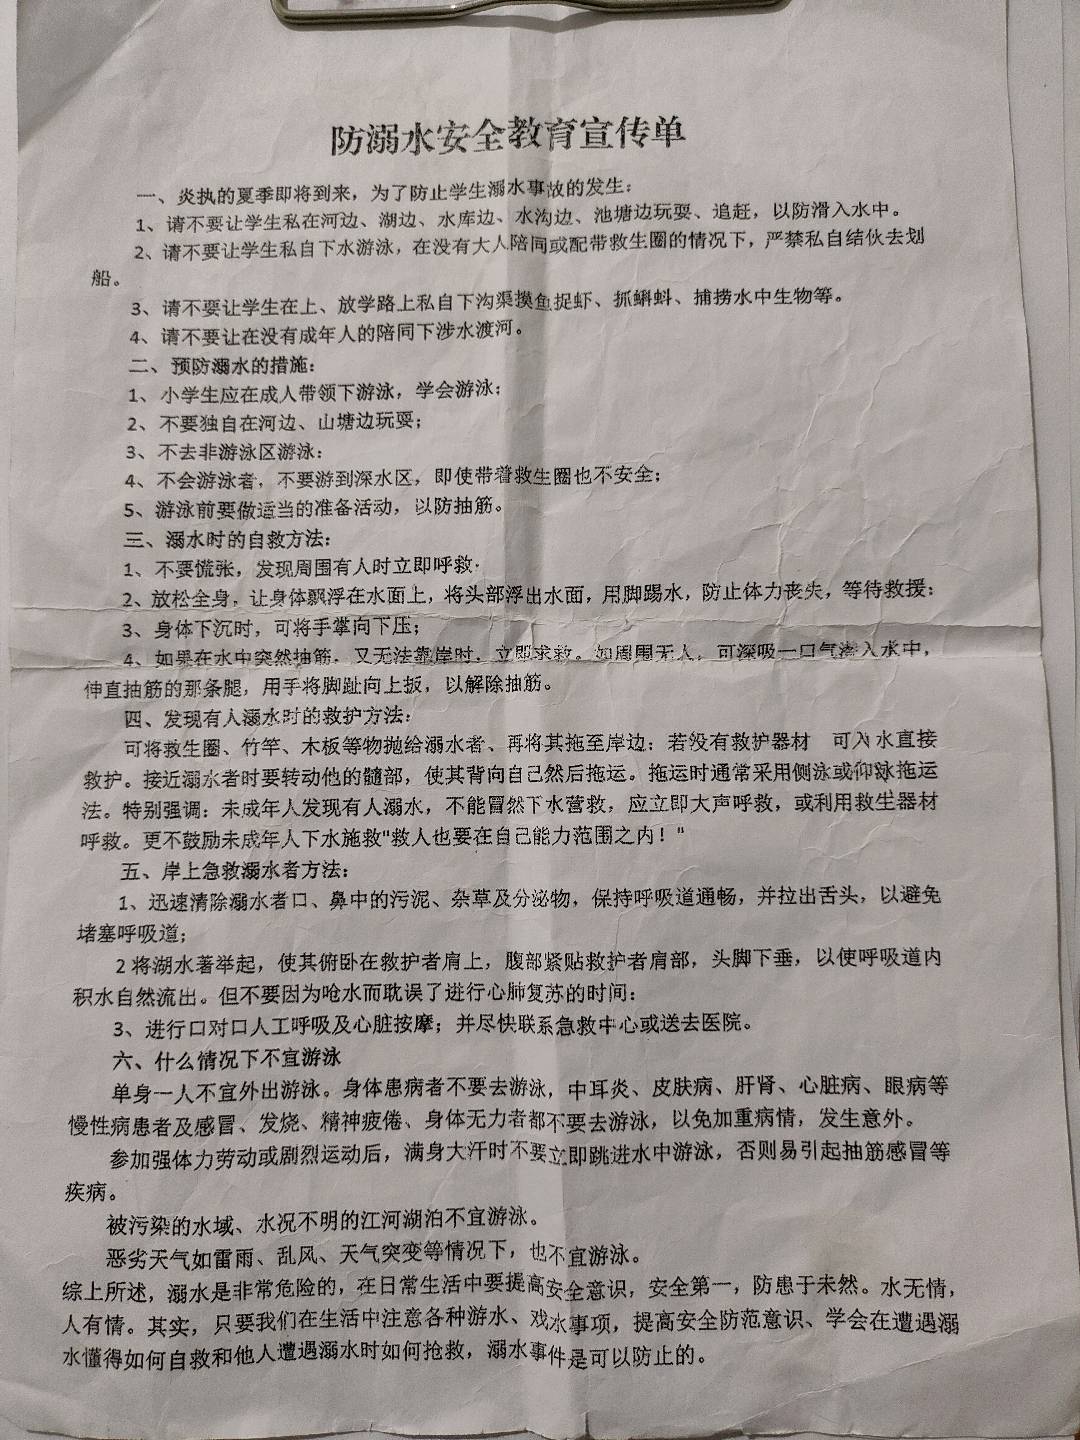 防溺水安全教育宣传单
一、炎执的夏季即将到来，为了防止学生溺水事故的发生：
1、请不要让学生私在河边、湖边、水库边、水沟边、池塘边玩耍、追赶，以防滑入水中。
2、请不要让学生私自下水游泳，在没有大人陪同或配带救生圈的情况下，严禁私自结伙去划
船。
3、请不要让学生在上、放学路上私自下沟渠摸鱼捉虾、抓蝌蚪、捕捞水中生物等。
4、请不要让在没有成年人的陪同下涉水渡河。
二、预防溺水的措施：
1、小学生应在成人带领下游泳，学会游泳；
2、不要独自在河边、山塘边玩耍；
3、不去非游泳区游泳：
4、不会游泳者，不要游到深水区，即使带着救生圈也不安全；
5、游泳前要做运当的准备活动，以防抽筋。
三、溺水时的自救方法：
1、不要慌张，发现周围有人时立即呼救·
2、放松全身，让身体飘浮在水面上，将头部浮出水面，用脚踢水，防止体力丧失，等待救援：
3、身体下沉时，可将手掌向下压；
4、如果在水中突然抽筋，又无法靠岸时，立即求救。如周围无人，可深吸一口气潜入水中，
伸直抽筋的那条腿，用手将脚趾向上扳，以解除抽筋。
四、发现有人溺水时的救护方法：
可将救生圈、竹竿、木板等物抛给溺水者、再将其拖至岸边：若没有救护器材 可入水直接
救护。接近溺水者时要转动他的髓部，使其背向自己然后拖运。拖运时通常采用侧泳或仰泳拖运
法。特别强调：未成年人发现有人溺水，不能冒然下水营救，应立即大声呼救，或利用救生器材
呼救。更不鼓励未成年人下水施救"救人也要在自己能力范围之内！"
五、岸上急救溺水者方法：
1、迅速清除溺水者口、鼻中的污泥、杂草及分泌物，保持呼吸道通畅，并拉出舌头，以避免
堵塞呼吸道；
2 将湖水著举起，使其俯卧在救护者肩上，腹部紧贴救护者肩部，头脚下垂，以使呼吸道内
积水自然流出。但不要因为呛水而耽误了进行心肺复苏的时间：
3、进行口对口人工呼吸及心脏按摩；并尽快联系急救中心或送去医院。
六、什么情况下不宜游泳
单身一人不宜外出游泳。身体患病者不要去游泳，中耳炎、皮肤病、肝肾、心脏病、眼病等
慢性病患者及感冒、发烧、精神疲倦、身体无力者都不要去游泳，以免加重病情，发生意外。
参加强体力劳动或剧烈运动后，满身大汗时不要立即跳进水中游泳，否则易引起抽筋感冒等
疾病。
被污染的水域、水况不明的江河湖泊不宜游泳。
恶劣天气如雷雨、乱风、天气突变等情况下，也不宜游泳。
综上所述，溺水是非常危险的，在日常生活中要提高安全意识，安全第一，防患于未然。水无情，
人有情。其实，只要我们在生活中注意各种游水、戏水事项，提高安全防范意识、学会在遭遇溺
水懂得如何自救和他人遭遇溺水时如何抢救，溺水事件是可以防止的。